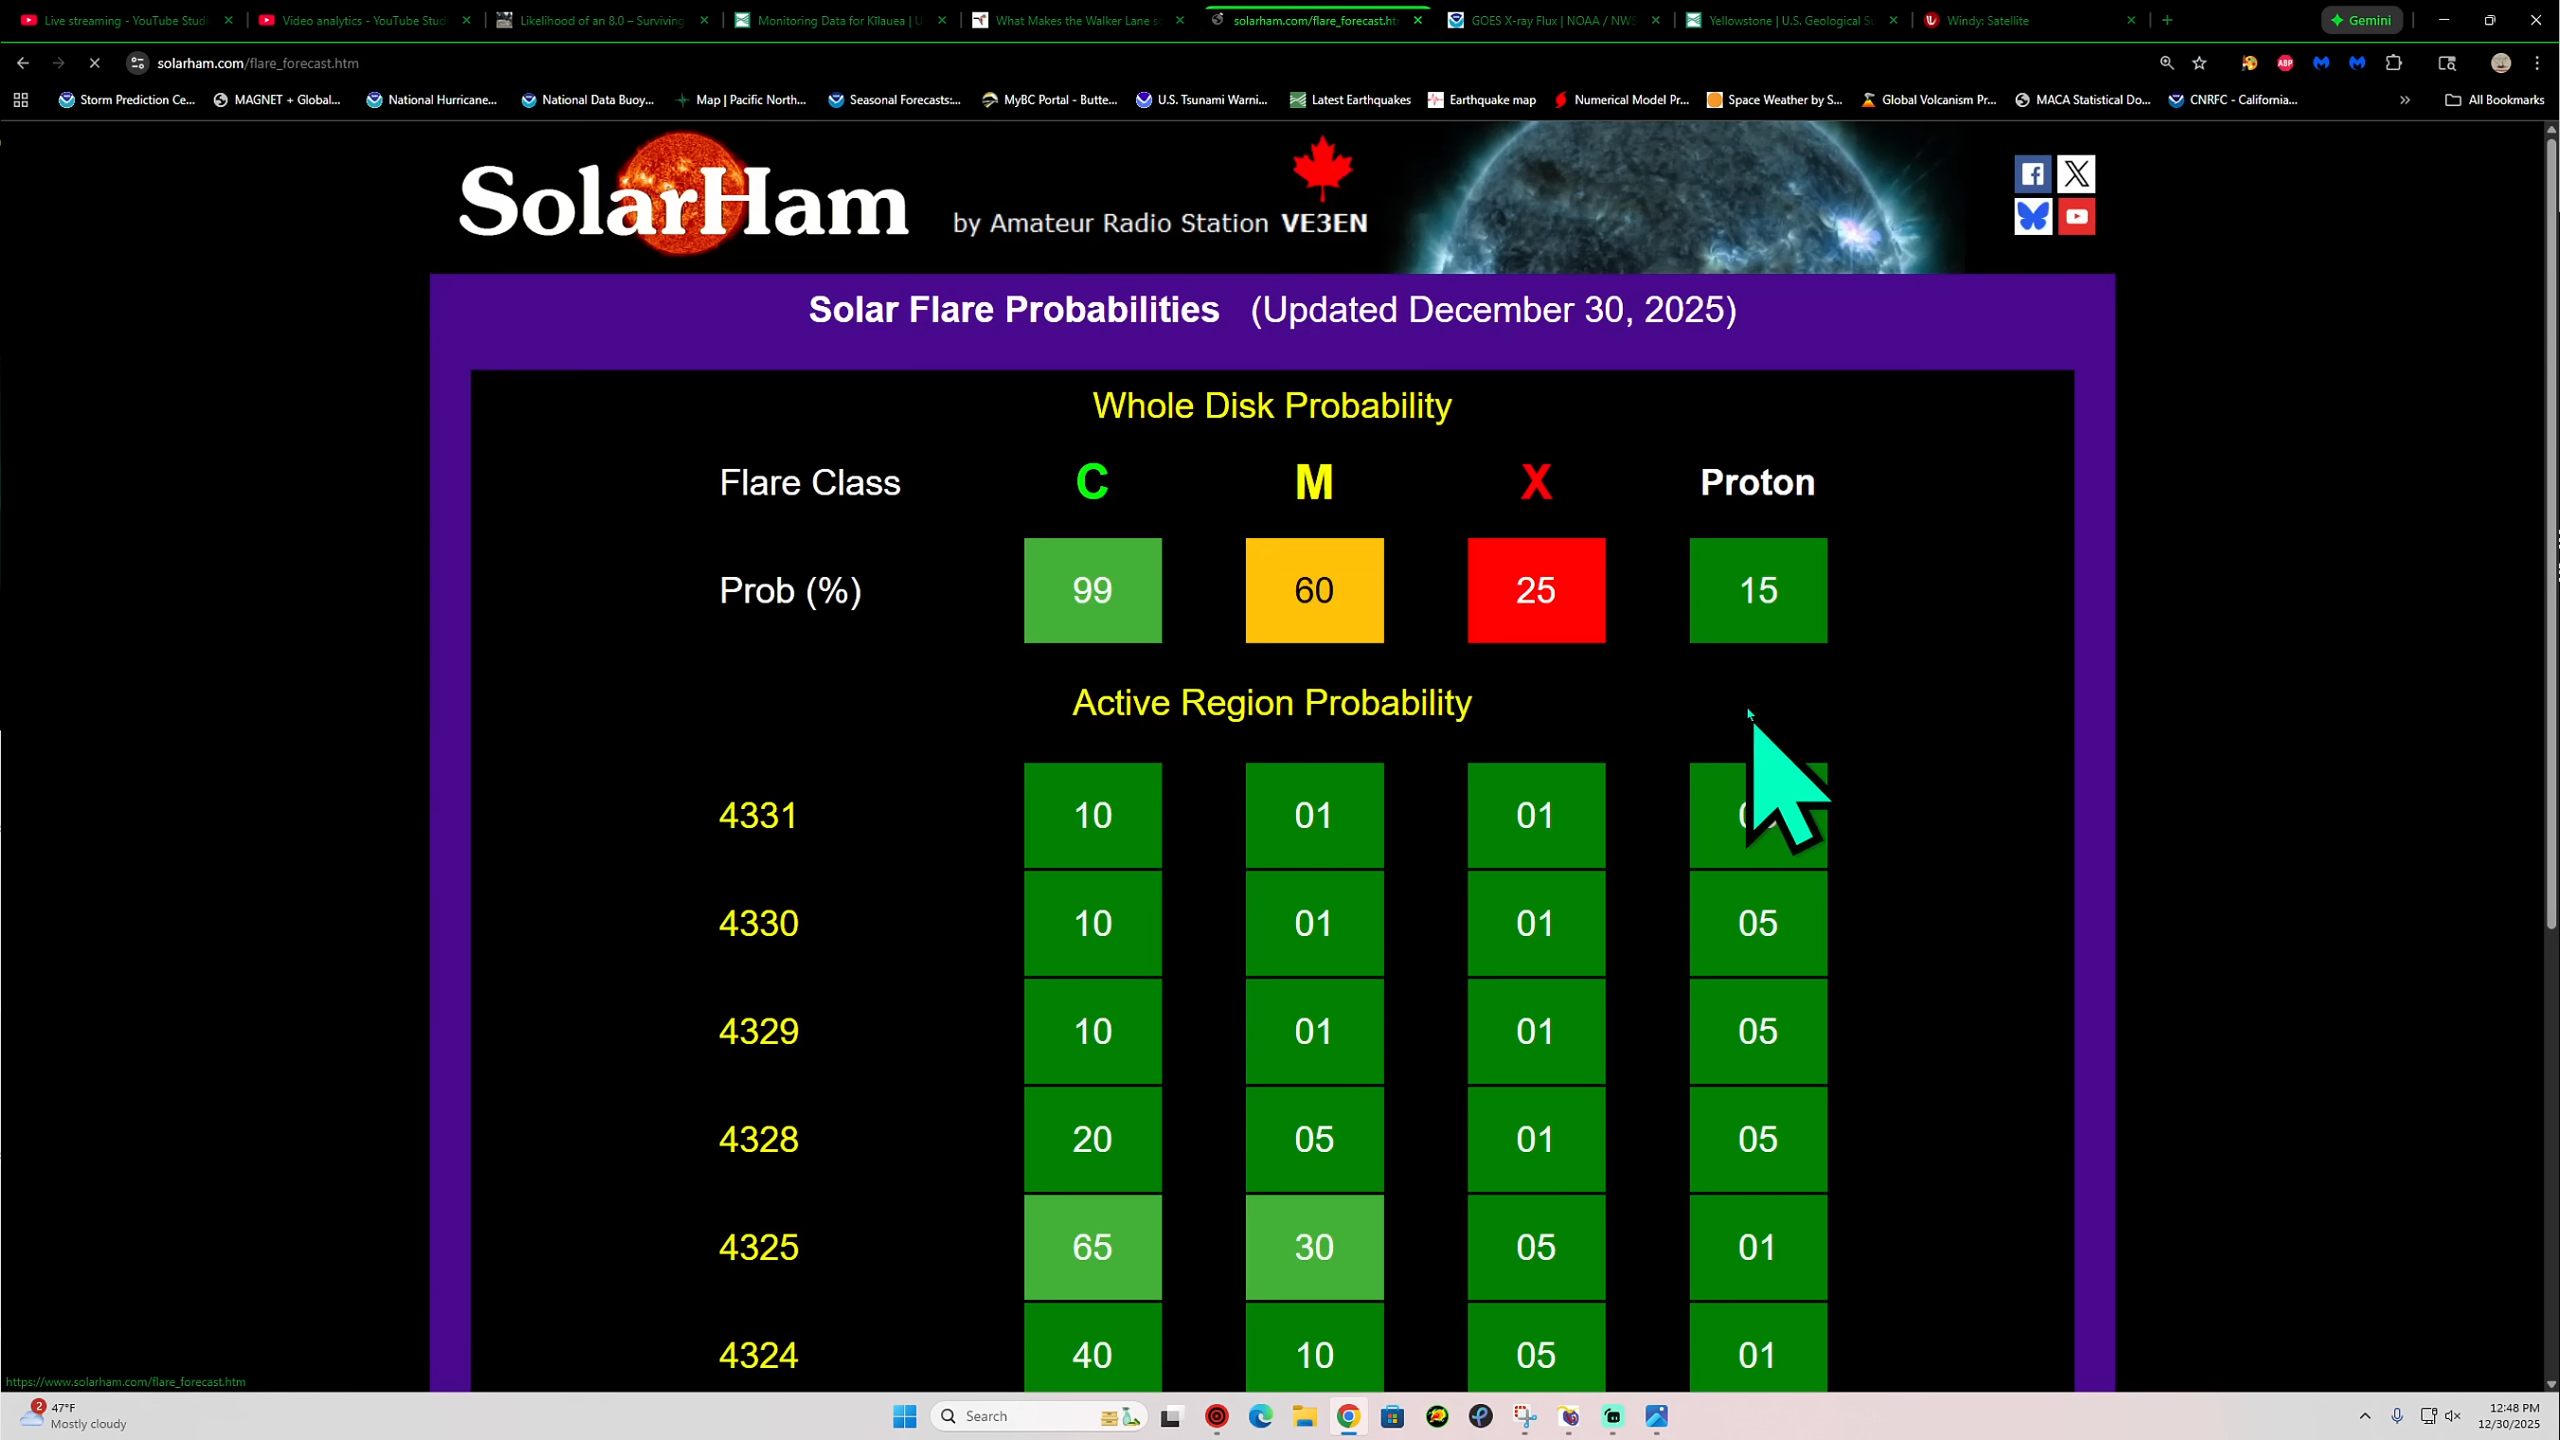 Live streaming - YouTube Studi
Video analytics - YouTube Studi
Likelihood of an 8.0 – Surviving
Monitoring Data for Kīlauea | U
What Makes the Walker Lane so
solarham.com/flare_forecast.ht
GOES X-ray Flux | NOAA / NWS
Yellowstone | U.S. Geological Su
Windy: Satellite
Gemini
solarham.com/flare_forecast.htm
ABP
Storm Prediction Ce...
MAGNET + Global...
National Hurricane...
National Data Buoy...
Map | Pacific North...
Seasonal Forecasts:...
MyBC Portal - Butte...
U.S. Tsunami Warni...
Latest Earthquakes
Earthquake map
Numerical Model Pr...
Space Weather by S...
Global Volcanism Pr...
MACA Statistical Do...
CNRFC - California...
All Bookmarks
SolarHam
by Amateur Radio Station VE3EN
Solar Flare Probabilities (Updated December 30, 2025)
Whole Disk Probability
Flare Class C M X Proton
Prob (%) 99 60 25 15
Active Region Probability
4331 10 01 01
4330 10 01 01 05
4329 10 01 01 05
4328 20 05 01 05
4325 65 30 05 01
4324 40 10 05 01
https://www.solarham.com/flare_forecast.htm
2
47°F
Mostly cloudy
Search
12:48 PM
12/30/2025